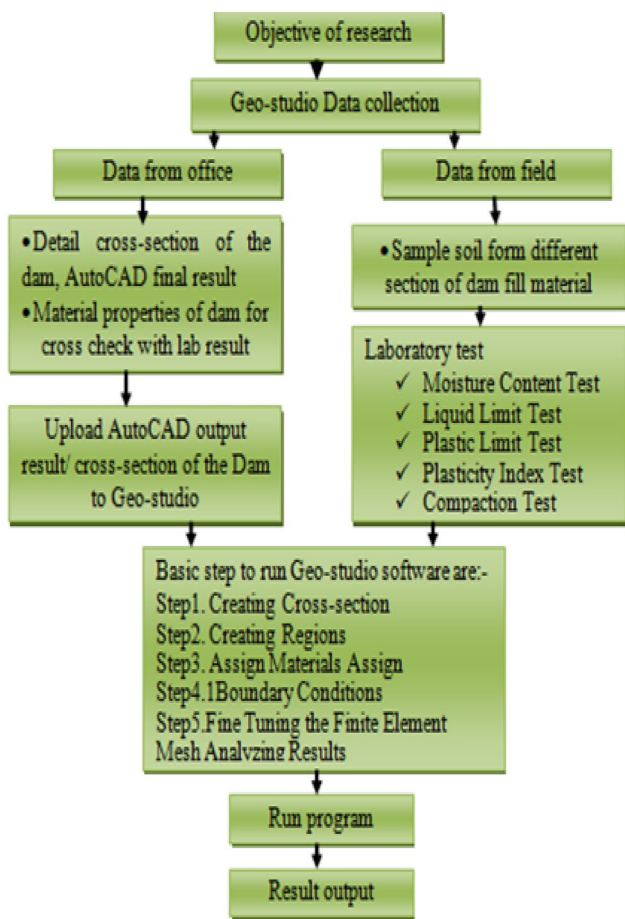 Objective of research
Geo-studio Data collection
Data from office
Data from field
•Detail cross-section of the
dam, AutoCAD final result
•Material properties of dam for
cross check with lab result
•Sample soil form different
section of dam fill material
Upload AutoCAD output
result/ cross-section of the Dam
to Geo-studio
Laboratory test
✓ Moisture Content Test
✓ Liquid Limit Test
✓ Plastic Limit Test
✓ Plasticity Index Test
✓ Compaction Test
Basic step to run Geo-studio software are:-
Step1. Creating Cross-section
Step2. Creating Regions
Step3. Assign Materials Assign
Step4.1Boundary Conditions
Step5.Fine Tuning the Finite Element
Mesh Analyzing Results
Run program
Result output